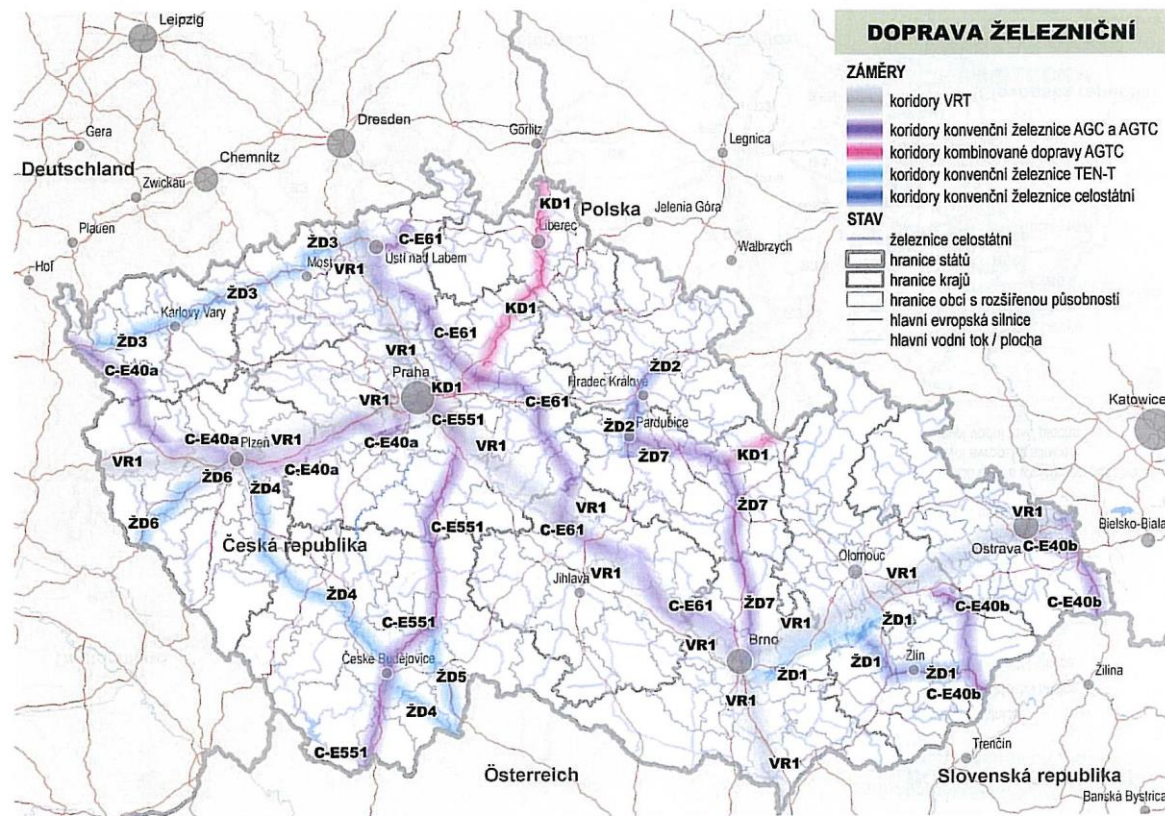 DOPRAVA ŽELEZNIČNÍ
ZÁMĚRY
koridory VRT
koridory konvenční železnice AGC a AGTC
koridory kombinované dopravy AGTC
koridory konvenční železnice TEN-T
koridory konvenční železnice celostátní
STAV
železnice celostátní
hranice států
hranice krajů
hranice obcí s rozšířenou působností
hlavní evropská silnice
hlavní vodní tok / plocha
Leipzig
Dresden
Görlitz
Legnica
Gera
Deutschland
Chemnitz
Zwickau
Plauen
Hof
KD1
Polska
Jelenia Góra
Liberec
Walbrzych
ŽD3
C-E61
Ústí nad Labem
VR1
Most
ŽD3
Karlovy Vary
KD1
ŽD3
C-E61
C-E40a
VR1
Praha
KD1
VR1
Hradec Králové
ŽD2
C-E61
Katowice
C-E551
Pardubice
ŽD2
C-E40a
Plzeň
VR1
C-E40a
VR1
KD1
VR1
C-E40a
ŽD7
ŽD6
ŽD4
ŽD7
VR1
VR1
Bielsko-Biala
ŽD6
C-E551
C-E61
Česká republika
Ostrava
C-E40b
Olomouc
VR1
VR1
Jihlava
ŽD4
C-E61
ŽD7
C-E40b
C-E40b
C-E551
VR1
ŽD1
VR1
Brno
České Budějovice
ŽD1
Zlín
ŽD1
ŽD5
ŽD1
Žilina
C-E40b
VR1
ŽD4
C-E551
Trenčín
VR1
Österreich
Slovenská republika
Banská Bystrica